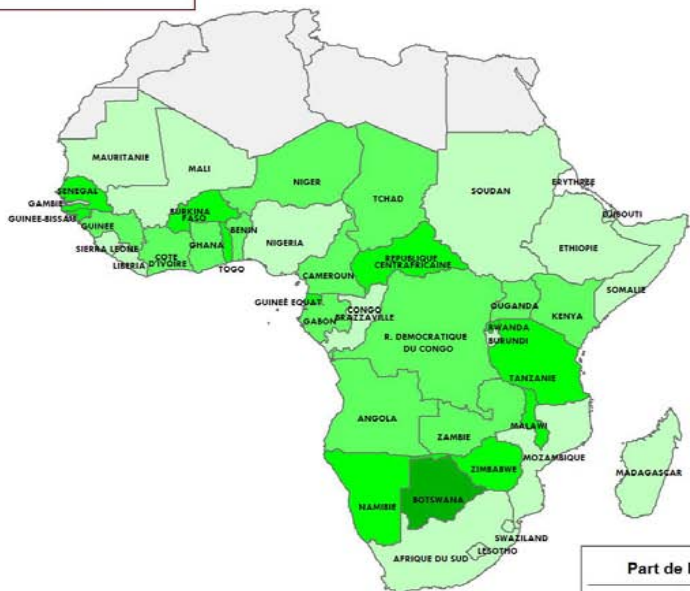 MAURITANIE
MALI
NIGER
TCHAD
SOUDAN
ERYTHREE
DJIBOUTI
SENEGAL
GAMBIE
GUINEE-BISSAU
GUINEE
SIERRA LEONE
LIBERIA
COTE
D'IVOIRE
BURKINA
FASO
GHANA
TOGO
BENIN
NIGERIA
CAMEROUN
REPUBLIQUE
CENTRAFRICAINE
ETHIOPIE
SOMALIE
GUINEÉ EQUAT.
GABON
CONGO
BRAZZAVILLE
R. DEMOCRATIQUE
DU CONGO
OUGANDA
KENYA
RWANDA
BURUNDI
TANZANIE
ANGOLA
ZAMBIE
MALAWI
MOZAMBIQUE
ZIMBABWE
MADAGASCAR
NAMIBIE
BOTSWANA
SWAZILAND
LESOTHO
AFRIQUE DU SUD
Part de